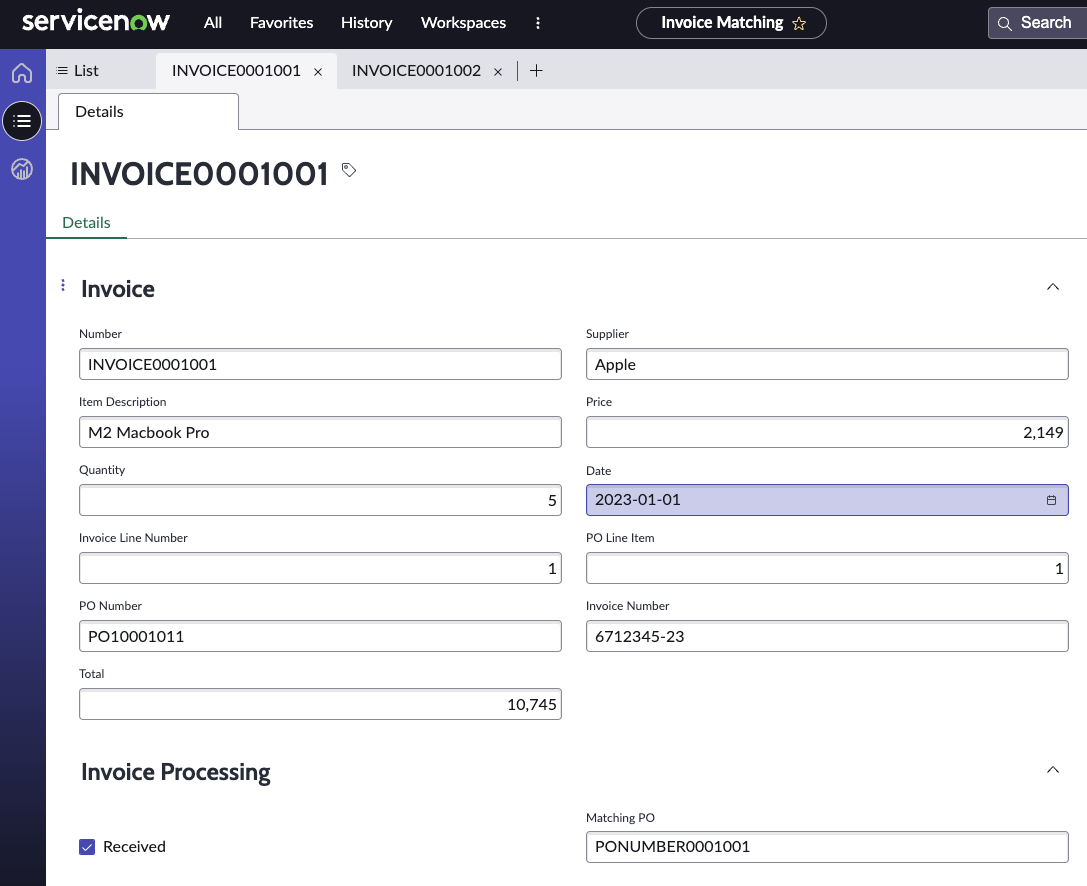 servicenow All Favorites History Workspaces Invoice Matching Search
List INVOICE0001001 INVOICE0001002
Details
INVOICE0001001
Details
Invoice
Number Supplier
INVOICE0001001 Apple
Item Description Price
M2 Macbook Pro 2,149
Quantity Date
5 2023-01-01
Invoice Line Number PO Line Item
1 1
PO Number Invoice Number
PO10001011 6712345-23
Total
10,745
Invoice Processing
Matching PO
Received PONUMBER0001001